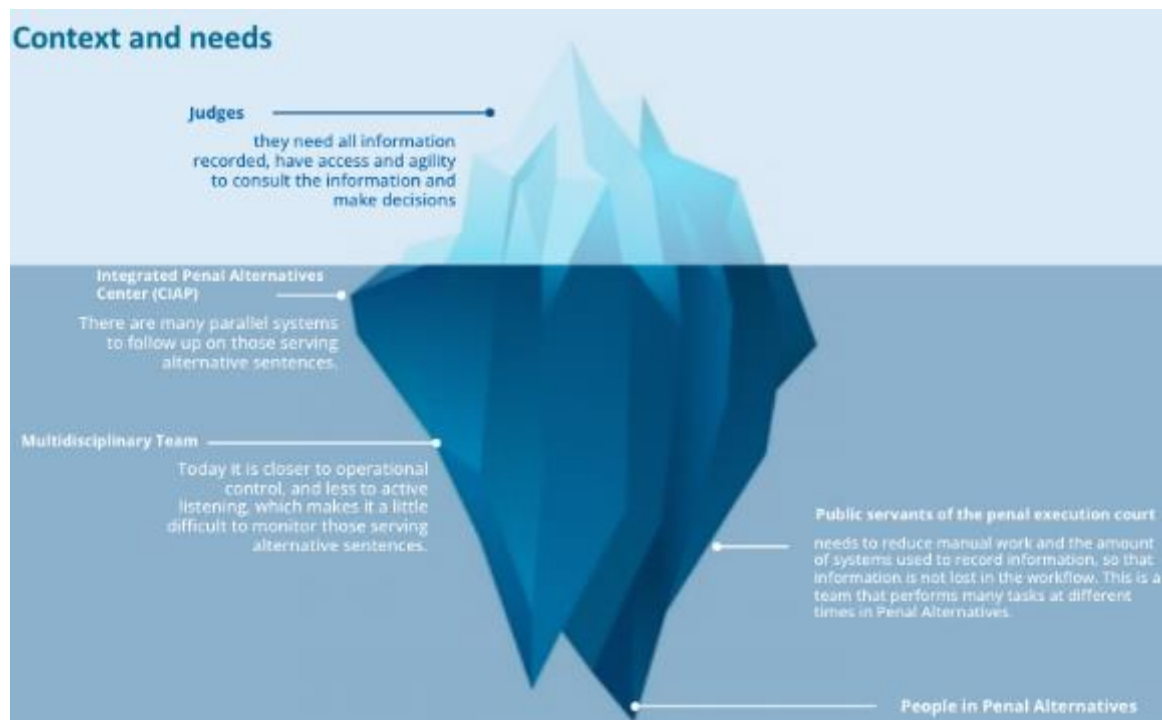 Context and needs
Judges
they need all information
recorded, have access and agility
to consult the information and
make decisions
Integrated Penal Alternatives
Center (CIAP)
There are many parallel systems
to follow up on those serving
alternative sentences.
Multidisciplinary Team
Today it is closer to operational
control, and less to active
listening, which makes it a little
difficult to monitor those serving
alternative sentences.
Public servants of the penal execution court
needs to reduce manual work and the amount
of systems used to record information, so that
information is not lost in the workflow. This is a
team that performs many tasks at different
times in Penal Alternatives.
People in Penal Alternatives